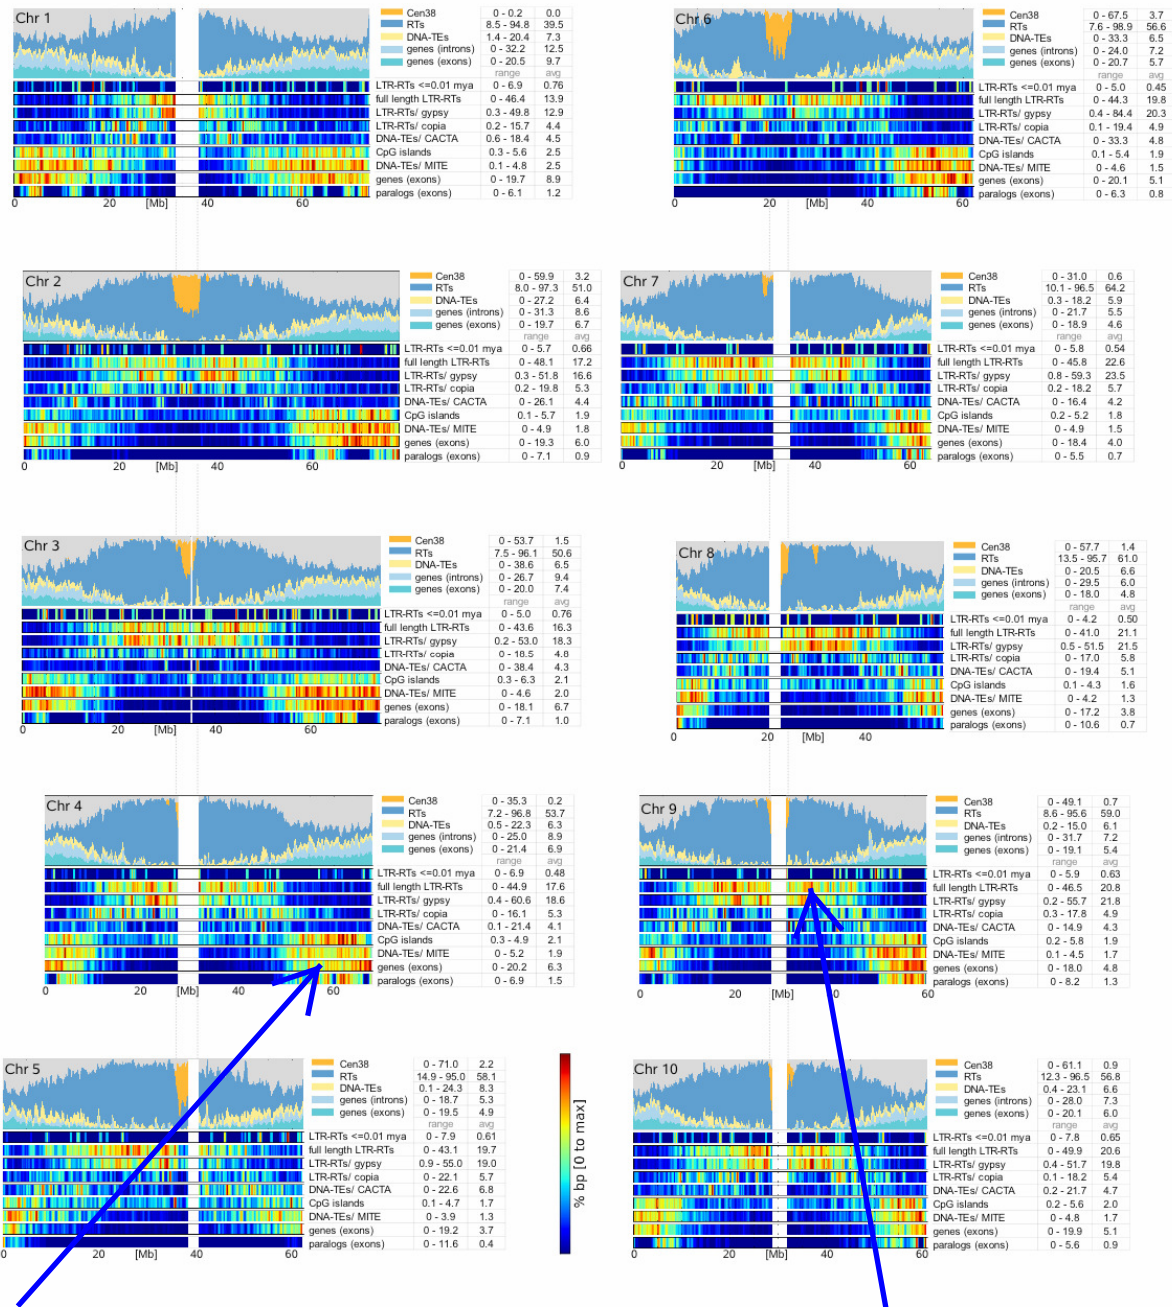 Chr 1
Cen38 0 - 0.2 0.0
RTs 8.5 - 94.8 39.5
DNA-TEs 1.4 - 20.4 7.3
genes (introns) 0 - 32.2 12.5
genes (exons) 0 - 20.5 9.7
range avg
LTR-RTs <=0.01 mya 0 - 6.9 0.76
full length LTR-RTs 0 - 46.4 13.9
LTR-RTs/ gypsy 0.3 - 49.8 12.9
LTR-RTs/ copia 0.2 - 15.7 4.4
DNA-TEs/ CACTA 0.6 - 18.4 4.5
CpG islands 0.3 - 5.6 2.5
DNA-TEs/ MITE 0.1 - 4.8 2.5
genes (exons) 0 - 19.7 8.9
paralogs (exons) 0 - 6.1 1.2
0 20 [Mb] 40 60
Chr 6
Cen38 0 - 67.5 3.7
RTs 7.6 - 98.9 56.6
DNA-TEs 0 - 33.3 6.5
genes (introns) 0 - 24.0 7.2
genes (exons) 0 - 20.7 5.7
range avg
LTR-RTs <=0.01 mya 0 - 5.0 0.45
full length LTR-RTs 0 - 44.3 19.8
LTR-RTs/ gypsy 0.4 - 84.4 20.3
LTR-RTs/ copia 0.1 - 19.4 4.9
DNA-TEs/ CACTA 0 - 33.3 4.8
CpG islands 0.1 - 5.4 1.9
DNA-TEs/ MITE 0 - 4.6 1.5
genes (exons) 0 - 20.1 5.1
paralogs (exons) 0 - 6.3 0.8
0 20 [Mb] 40 60
Chr 2
Cen38 0 - 59.9 3.2
RTs 8.0 - 97.3 51.0
DNA-TEs 0 - 27.2 6.4
genes (introns) 0 - 31.3 8.6
genes (exons) 0 - 19.7 6.7
range avg
LTR-RTs <=0.01 mya 0 - 5.7 0.66
full length LTR-RTs 0 - 48.1 17.2
LTR-RTs/ gypsy 0.3 - 51.8 16.6
LTR-RTs/ copia 0.2 - 19.8 5.3
DNA-TEs/ CACTA 0 - 26.1 4.4
CpG islands 0.1 - 5.7 1.9
DNA-TEs/ MITE 0 - 4.9 1.8
genes (exons) 0 - 19.3 6.0
paralogs (exons) 0 - 7.1 0.9
0 20 [Mb] 40 60
Chr 7
Cen38 0 - 31.0 0.6
RTs 10.1 - 96.5 64.2
DNA-TEs 0.3 - 18.2 5.9
genes (introns) 0 - 21.7 5.5
genes (exons) 0 - 18.9 4.6
range avg
LTR-RTs <=0.01 mya 0 - 5.8 0.54
full length LTR-RTs 0 - 45.8 22.6
LTR-RTs/ gypsy 0.8 - 59.3 23.5
LTR-RTs/ copia 0.2 - 18.2 5.7
DNA-TEs/ CACTA 0 - 16.4 4.2
CpG islands 0.2 - 5.2 1.8
DNA-TEs/ MITE 0 - 4.9 1.5
genes (exons) 0 - 18.4 4.0
paralogs (exons) 0 - 5.5 0.7
0 20 [Mb] 40 60
Chr 3
Cen38 0 - 53.7 1.5
RTs 7.5 - 96.1 50.6
DNA-TEs 0 - 38.6 6.5
genes (introns) 0 - 26.7 9.4
genes (exons) 0 - 20.0 7.4
range avg
LTR-RTs <=0.01 mya 0 - 5.0 0.76
full length LTR-RTs 0 - 43.6 16.3
LTR-RTs/ gypsy 0.2 - 53.0 18.3
LTR-RTs/ copia 0 - 18.5 4.8
DNA-TEs/ CACTA 0 - 38.4 4.3
CpG islands 0.3 - 6.3 2.1
DNA-TEs/ MITE 0 - 4.6 2.0
genes (exons) 0 - 18.1 6.7
paralogs (exons) 0 - 7.1 1.0
0 20 [Mb] 40 60
Chr 8
Cen38 0 - 57.7 1.4
RTs 13.5 - 95.7 61.0
DNA-TEs 0 - 20.5 6.6
genes (introns) 0 - 29.5 6.0
genes (exons) 0 - 18.0 4.8
range avg
LTR-RTs <=0.01 mya 0 - 4.2 0.50
full length LTR-RTs 0 - 41.0 21.1
LTR-RTs/ gypsy 0.5 - 51.5 21.5
LTR-RTs/ copia 0 - 17.0 5.8
DNA-TEs/ CACTA 0 - 19.4 5.1
CpG islands 0.1 - 4.3 1.6
DNA-TEs/ MITE 0 - 4.2 1.3
genes (exons) 0 - 17.2 3.8
paralogs (exons) 0 - 10.6 0.7
0 20 [Mb] 40
Chr 4
Cen38 0 - 35.3 0.2
RTs 7.2 - 96.8 53.7
DNA-TEs 0.5 - 22.3 6.3
genes (introns) 0 - 25.0 8.9
genes (exons) 0 - 21.4 6.9
range avg
LTR-RTs <=0.01 mya 0 - 6.9 0.48
full length LTR-RTs 0 - 44.9 17.6
LTR-RTs/ gypsy 0.4 - 60.6 18.6
LTR-RTs/ copia 0 - 16.1 5.3
DNA-TEs/ CACTA 0.1 - 21.4 4.1
CpG islands 0.3 - 4.9 2.1
DNA-TEs/ MITE 0 - 5.2 1.9
genes (exons) 0 - 20.2 6.3
paralogs (exons) 0 - 6.9 1.5
0 20 [Mb] 40 60
Chr 9
Cen38 0 - 49.1 0.7
RTs 8.6 - 95.6 59.0
DNA-TEs 0.2 - 15.0 6.1
genes (introns) 0 - 31.7 7.2
genes (exons) 0 - 19.1 5.4
range avg
LTR-RTs <=0.01 mya 0 - 5.9 0.63
full length LTR-RTs 0 - 46.5 20.8
LTR-RTs/ gypsy 0.2 - 55.7 21.8
LTR-RTs/ copia 0.3 - 17.8 4.9
DNA-TEs/ CACTA 0 - 14.9 4.3
CpG islands 0.2 - 5.8 1.9
DNA-TEs/ MITE 0.1 - 4.5 1.7
genes (exons) 0 - 18.0 4.8
paralogs (exons) 0 - 8.2 1.3
0 20 [Mb] 40 60
Chr 5
Cen38 0 - 71.0 2.2
RTs 14.9 - 95.0 58.1
DNA-TEs 0.1 - 24.3 8.3
genes (introns) 0 - 18.7 5.3
genes (exons) 0 - 19.5 4.9
range avg
LTR-RTs <=0.01 mya 0 - 7.9 0.61
full length LTR-RTs 0 - 43.1 19.7
LTR-RTs/ gypsy 0.9 - 55.0 19.0
LTR-RTs/ copia 0 - 22.1 5.7
DNA-TEs/ CACTA 0 - 22.6 6.8
CpG islands 0.1 - 4.7 1.7
DNA-TEs/ MITE 0 - 3.9 1.3
genes (exons) 0 - 19.2 3.7
paralogs (exons) 0 - 11.6 0.4
0 20 [Mb] 40 60
% bp [0 to max]
Chr 10
Cen38 0 - 61.1 0.9
RTs 12.3 - 96.5 56.8
DNA-TEs 0.4 - 23.1 6.6
genes (introns) 0 - 28.0 7.3
genes (exons) 0 - 20.1 6.0
range avg
LTR-RTs <=0.01 mya 0 - 7.8 0.65
full length LTR-RTs 0 - 49.9 20.6
LTR-RTs/ gypsy 0.4 - 51.7 19.8
LTR-RTs/ copia 0.1 - 18.2 5.4
DNA-TEs/ CACTA 0.2 - 21.7 4.7
CpG islands 0.2 - 5.6 2.0
DNA-TEs/ MITE 0 - 4.8 1.7
genes (exons) 0 - 19.9 5.1
paralogs (exons) 0 - 5.6 0.9
0 20 [Mb] 40 60